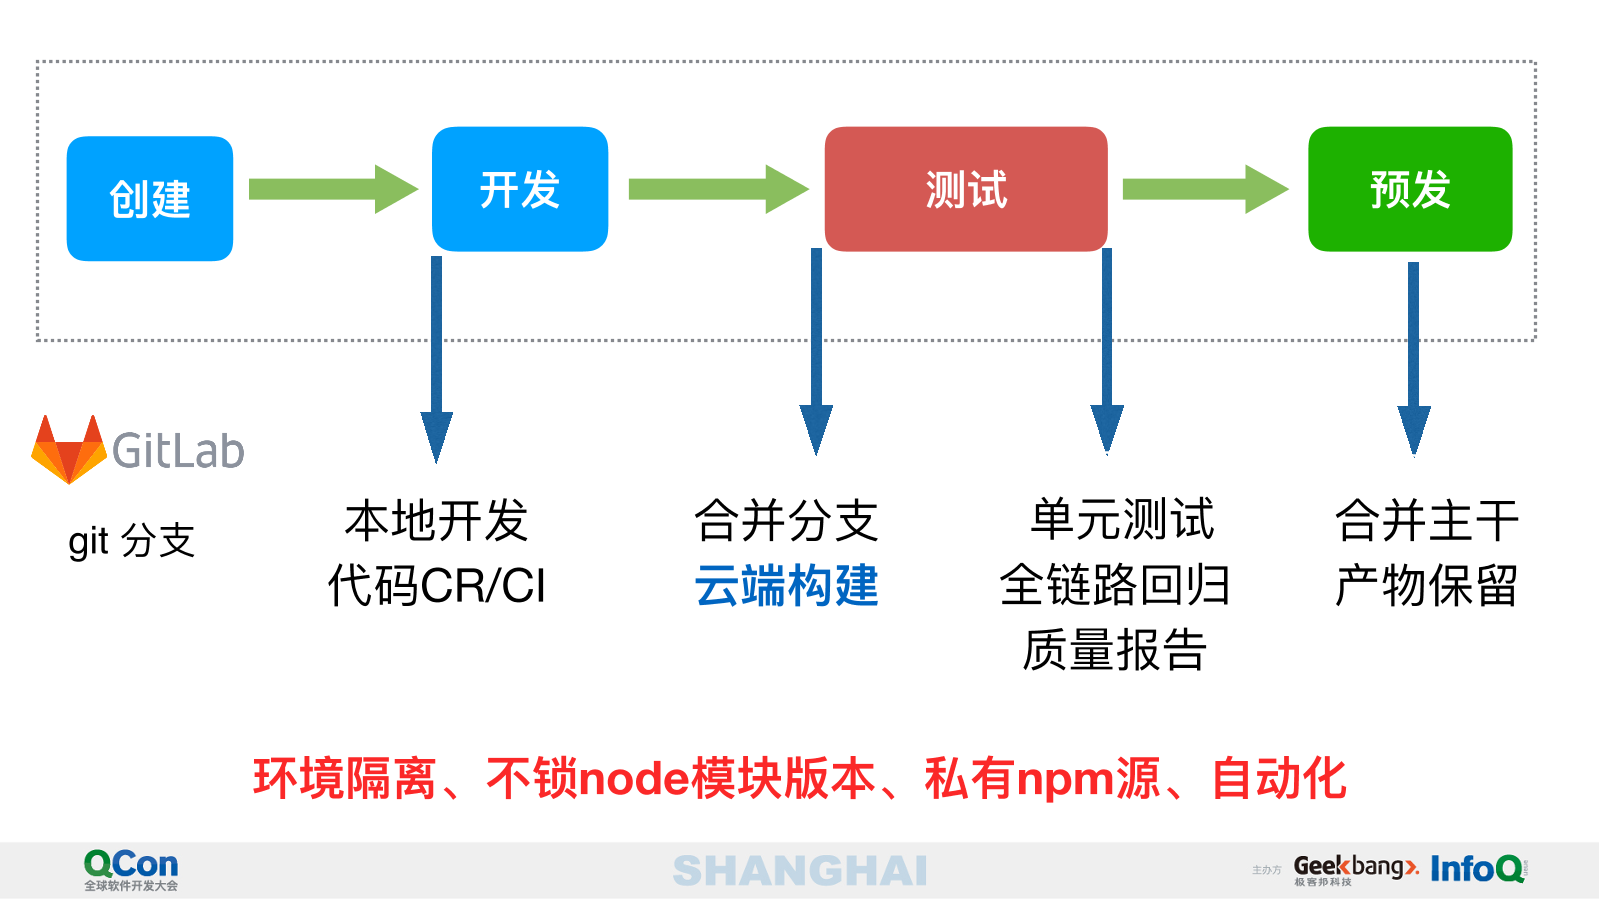 创建
开发
测试
预发
GitLab
git 分支
本地开发
代码CR/CI
合并分支
云端构建
单元测试
全链路回归
质量报告
合并主干
产物保留
环境隔离、不锁node模块版本、私有npm源、自动化
QCon
全球软件开发大会
SHANGHAI
主办方
Geekbang>.
极客邦科技
InfoQ